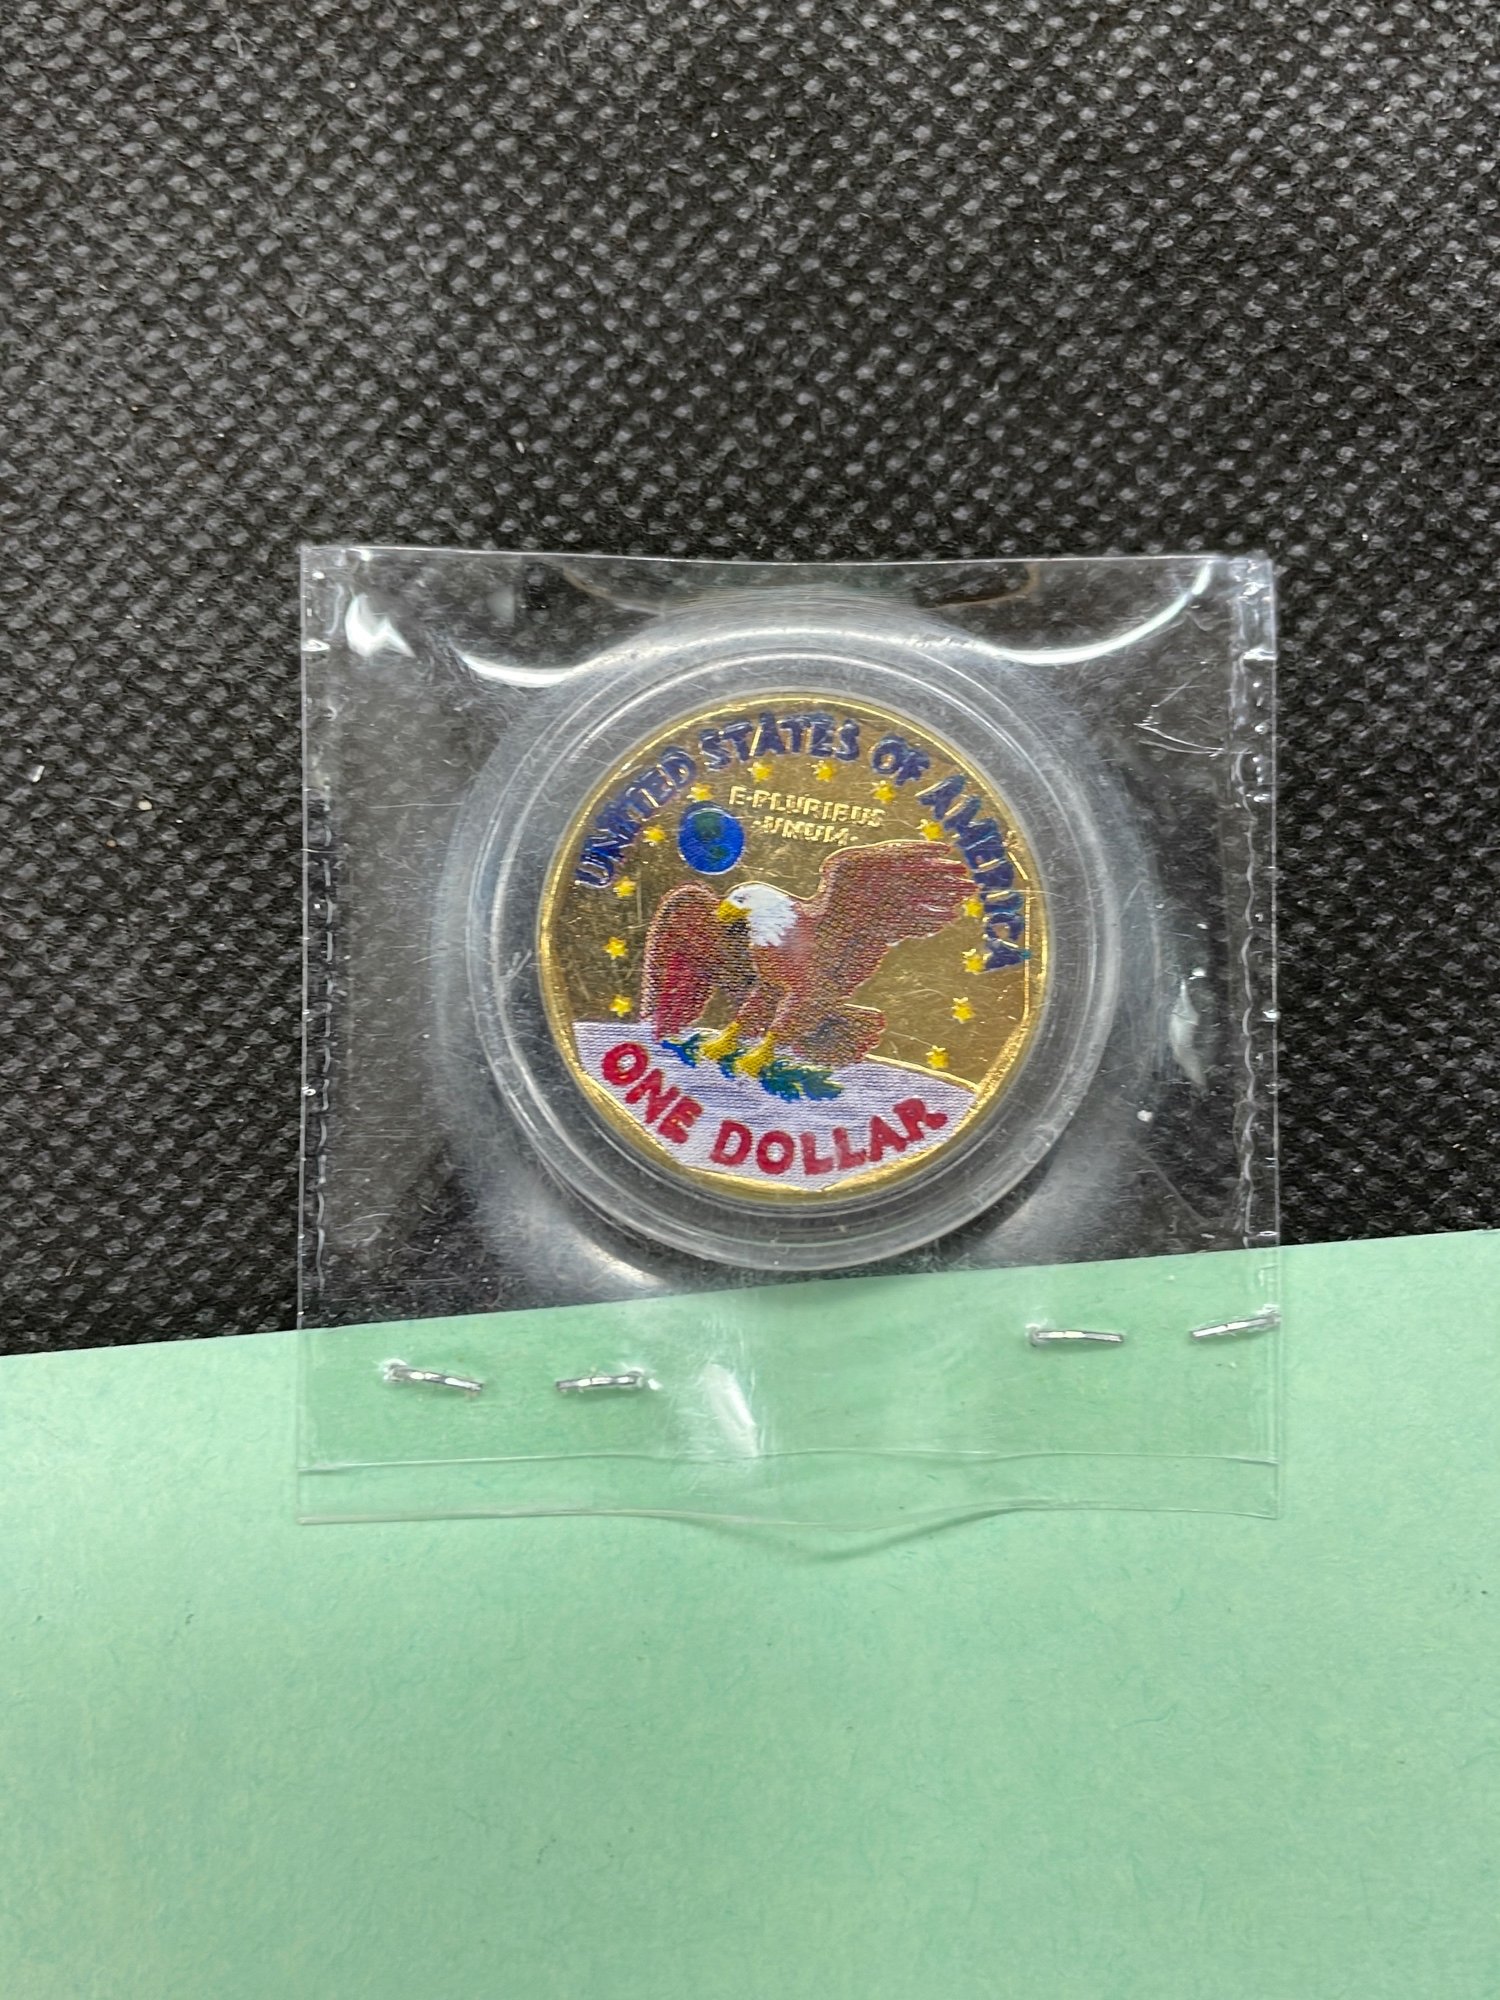 UNITED STATES OF AMERICA
E·PLURIBUS
·UNUM·
ONE DOLLAR